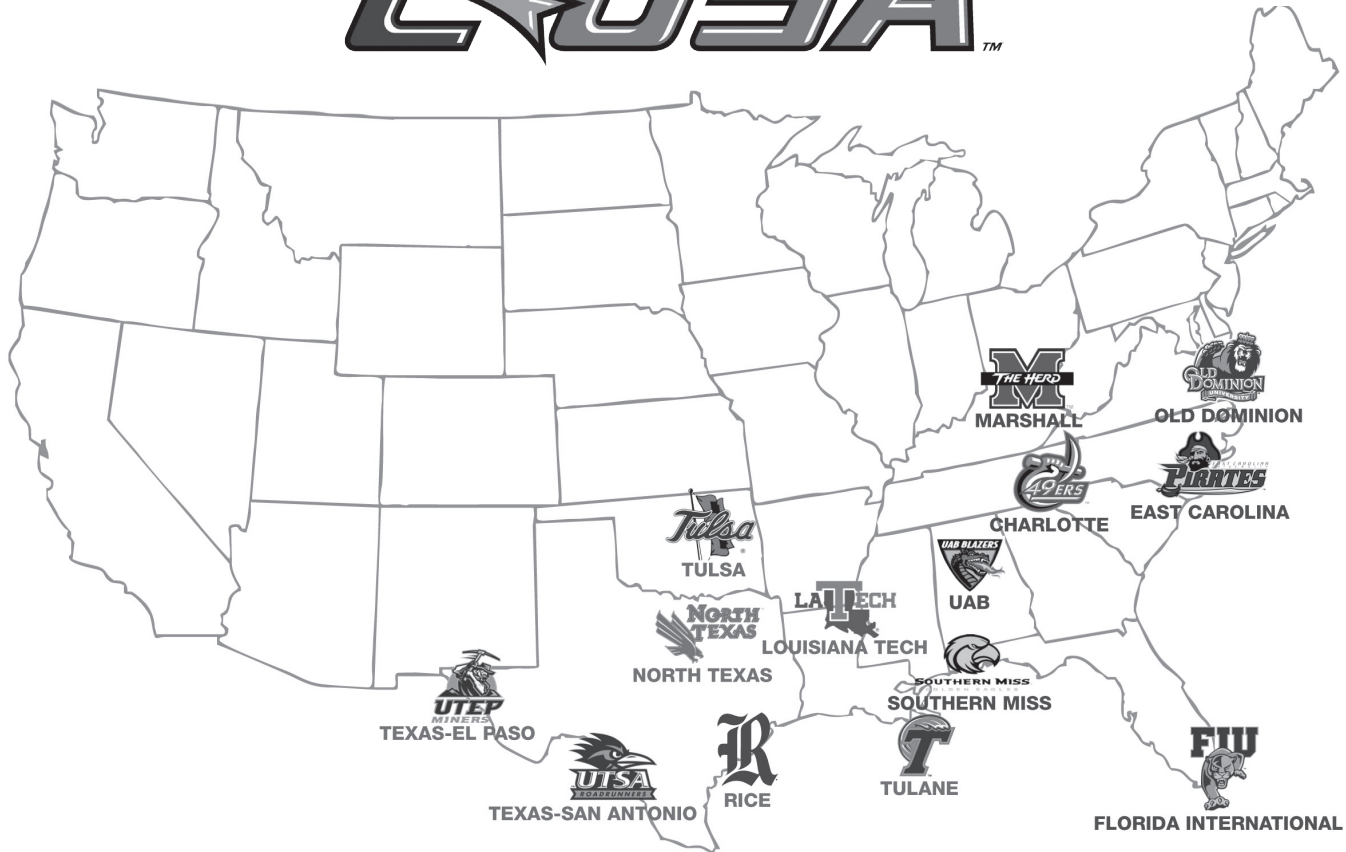 C USA
™
THE HERD
MARSHALL
OLD DOMINION
UNIVERSITY
OLD DOMINION
49ERS
CHARLOTTE
EAST CAROLINA
PIRATES
EAST CAROLINA
Tulsa
®
TULSA
UAB BLAZERS
UAB
LA TECH
LOUISIANA TECH
NORTH
TEXAS
NORTH TEXAS
SOUTHERN MISS
GOLDEN EAGLES
SOUTHERN MISS
UTEP
MINERS
TEXAS-EL PASO
UTSA
ROADRUNNERS
TEXAS-SAN ANTONIO
R
RICE
T
TULANE
FIU
FLORIDA INTERNATIONAL